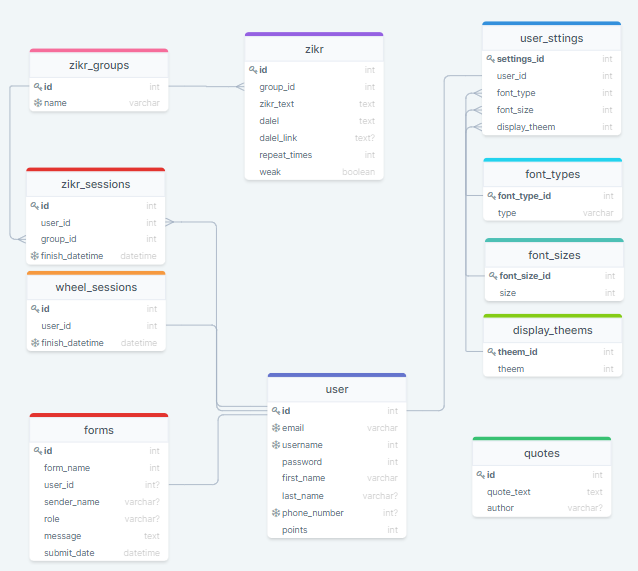 zikr_groups
id int
name varchar
zikr
id int
group_id int
zikr_text text
dalel text
dalel_link text?
repeat_times int
weak boolean
user_sttings
settings_id int
user_id int
font_type int
font_size int
display_theem int
zikr_sessions
id int
user_id int
group_id int
finish_datetime datetime
font_types
font_type_id int
type varchar
font_sizes
font_size_id int
size int
wheel_sessions
id int
user_id int
finish_datetime datetime
display_theems
theem_id int
theem int
user
id int
email varchar
username int
password int
first_name varchar
last_name varchar?
phone_number int?
points int
forms
id int
form_name int
user_id int?
sender_name varchar?
role varchar?
message text
submit_date datetime
quotes
id int
quote_text text
author varchar?